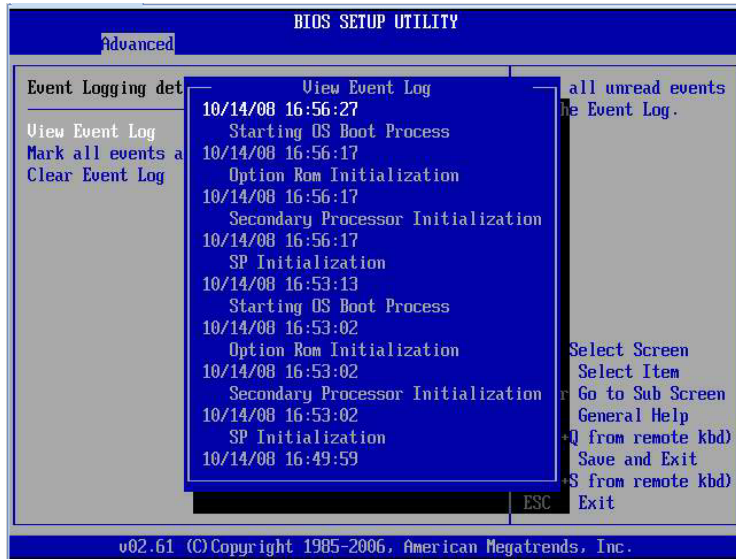 BIOS SETUP UTILITY
Advanced
Event Logging det
View Event Log
Mark all events a
Clear Event Log
View Event Log
10/14/08 16:56:27
Starting OS Boot Process
10/14/08 16:56:17
Option Rom Initialization
10/14/08 16:56:17
Secondary Processor Initialization
10/14/08 16:56:17
SP Initialization
10/14/08 16:53:13
Starting OS Boot Process
10/14/08 16:53:02
Option Rom Initialization
10/14/08 16:53:02
Secondary Processor Initialization
10/14/08 16:53:02
SP Initialization
10/14/08 16:49:59
all unread events
he Event Log.
Select Screen
Select Item
r Go to Sub Screen
General Help
+Q from remote kbd)
Save and Exit
+S from remote kbd)
ESC Exit
v02.61 (C)Copyright 1985-2006, American Megatrends, Inc.